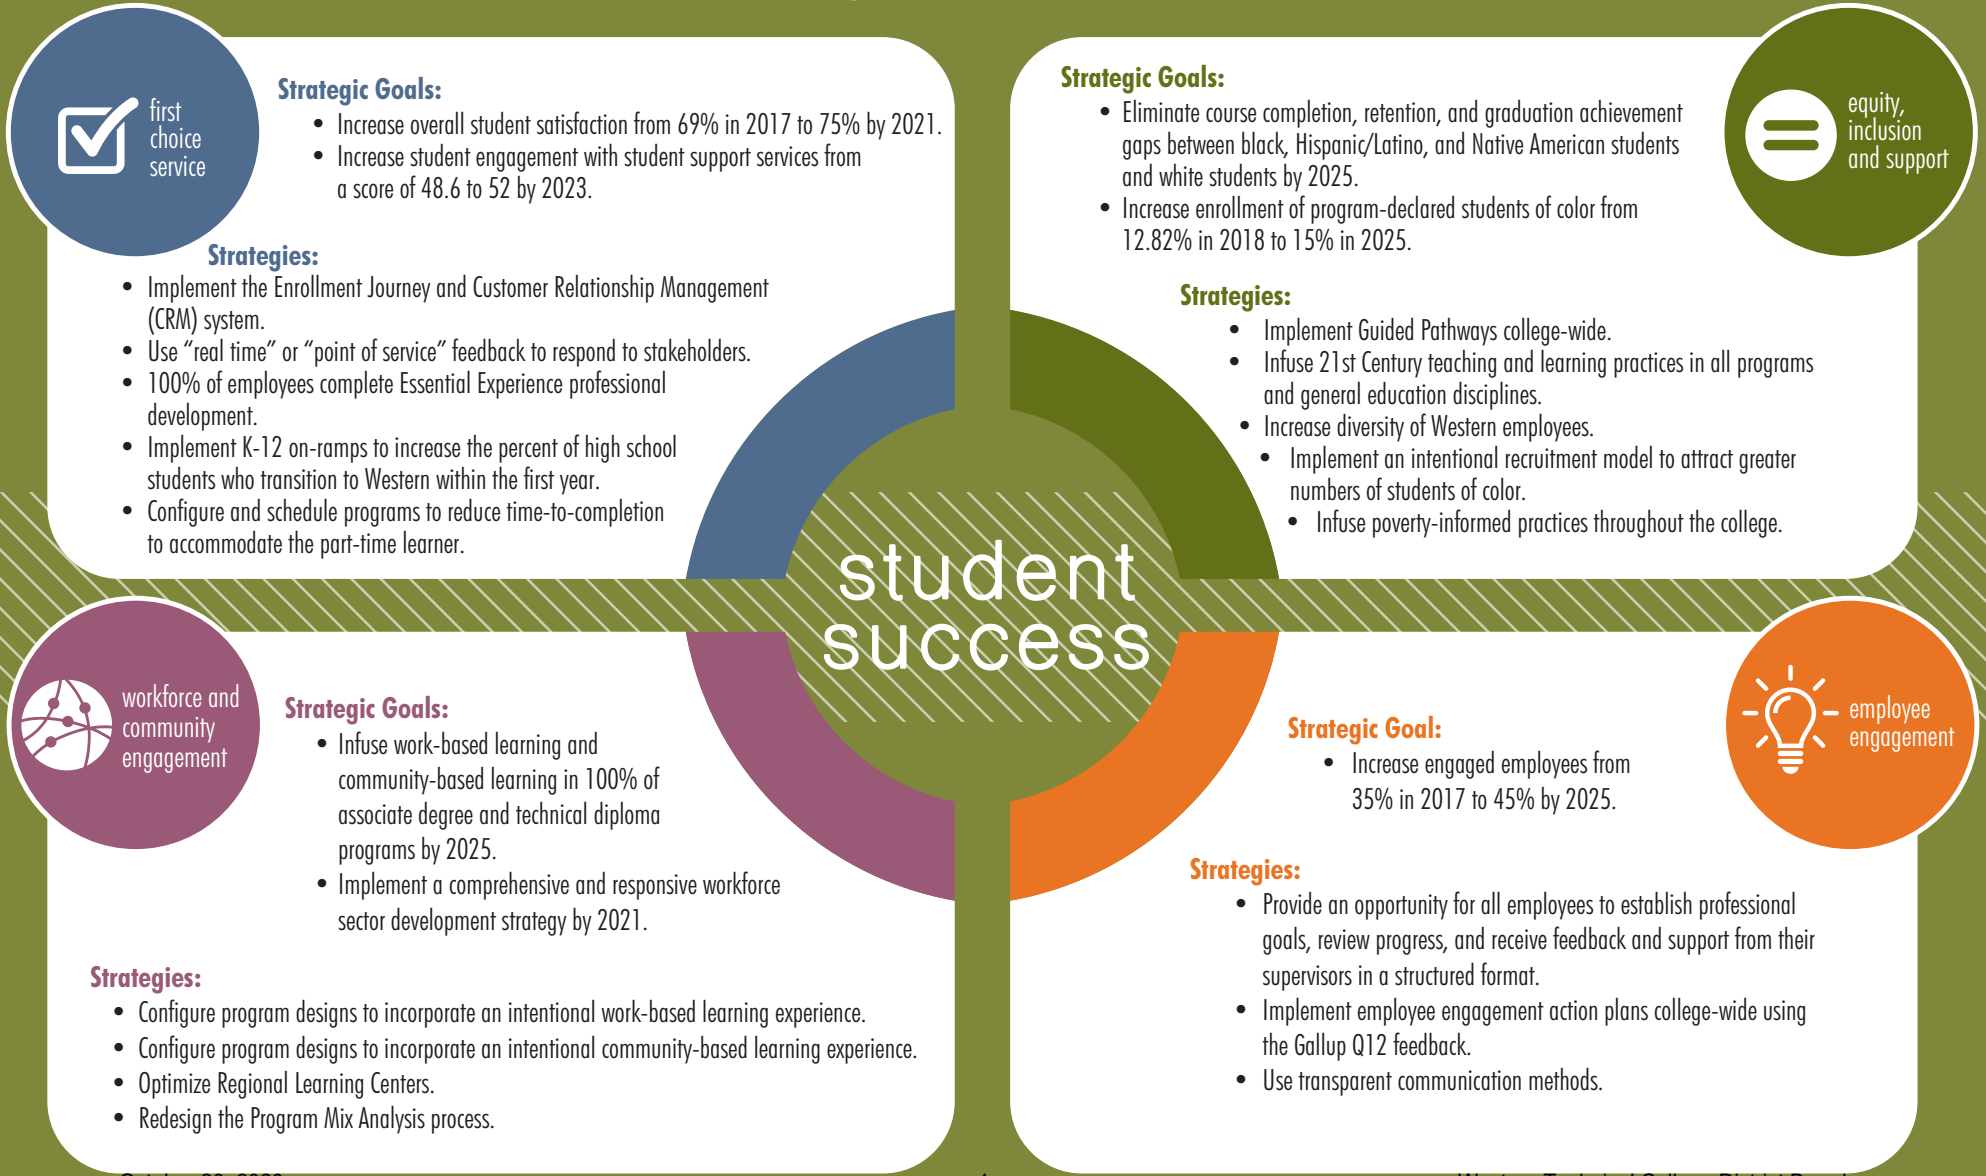 first
choice
service
Strategic Goals:
• Increase overall student satisfaction from 69% in 2017 to 75% by 2021.
• Increase student engagement with student support services from
a score of 48.6 to 52 by 2023.
Strategies:
• Implement the Enrollment Journey and Customer Relationship Management
(CRM) system.
• Use “real time” or “point of service” feedback to respond to stakeholders.
• 100% of employees complete Essential Experience professional
development.
• Implement K-12 on-ramps to increase the percent of high school
students who transition to Western within the first year.
• Configure and schedule programs to reduce time-to-completion
to accommodate the part-time learner.
equity,
inclusion
and support
Strategic Goals:
• Eliminate course completion, retention, and graduation achievement
gaps between black, Hispanic/Latino, and Native American students
and white students by 2025.
• Increase enrollment of program-declared students of color from
12.82% in 2018 to 15% in 2025.
Strategies:
• Implement Guided Pathways college-wide.
• Infuse 21st Century teaching and learning practices in all programs
and general education disciplines.
• Increase diversity of Western employees.
• Implement an intentional recruitment model to attract greater
numbers of students of color.
• Infuse poverty-informed practices throughout the college.
student
success
workforce and
community
engagement
Strategic Goals:
• Infuse work-based learning and
community-based learning in 100% of
associate degree and technical diploma
programs by 2025.
• Implement a comprehensive and responsive workforce
sector development strategy by 2021.
Strategies:
• Configure program designs to incorporate an intentional work-based learning experience.
• Configure program designs to incorporate an intentional community-based learning experience.
• Optimize Regional Learning Centers.
• Redesign the Program Mix Analysis process.
employee
engagement
Strategic Goal:
• Increase engaged employees from
35% in 2017 to 45% by 2025.
Strategies:
• Provide an opportunity for all employees to establish professional
goals, review progress, and receive feedback and support from their
supervisors in a structured format.
• Implement employee engagement action plans college-wide using
the Gallup Q12 feedback.
• Use transparent communication methods.